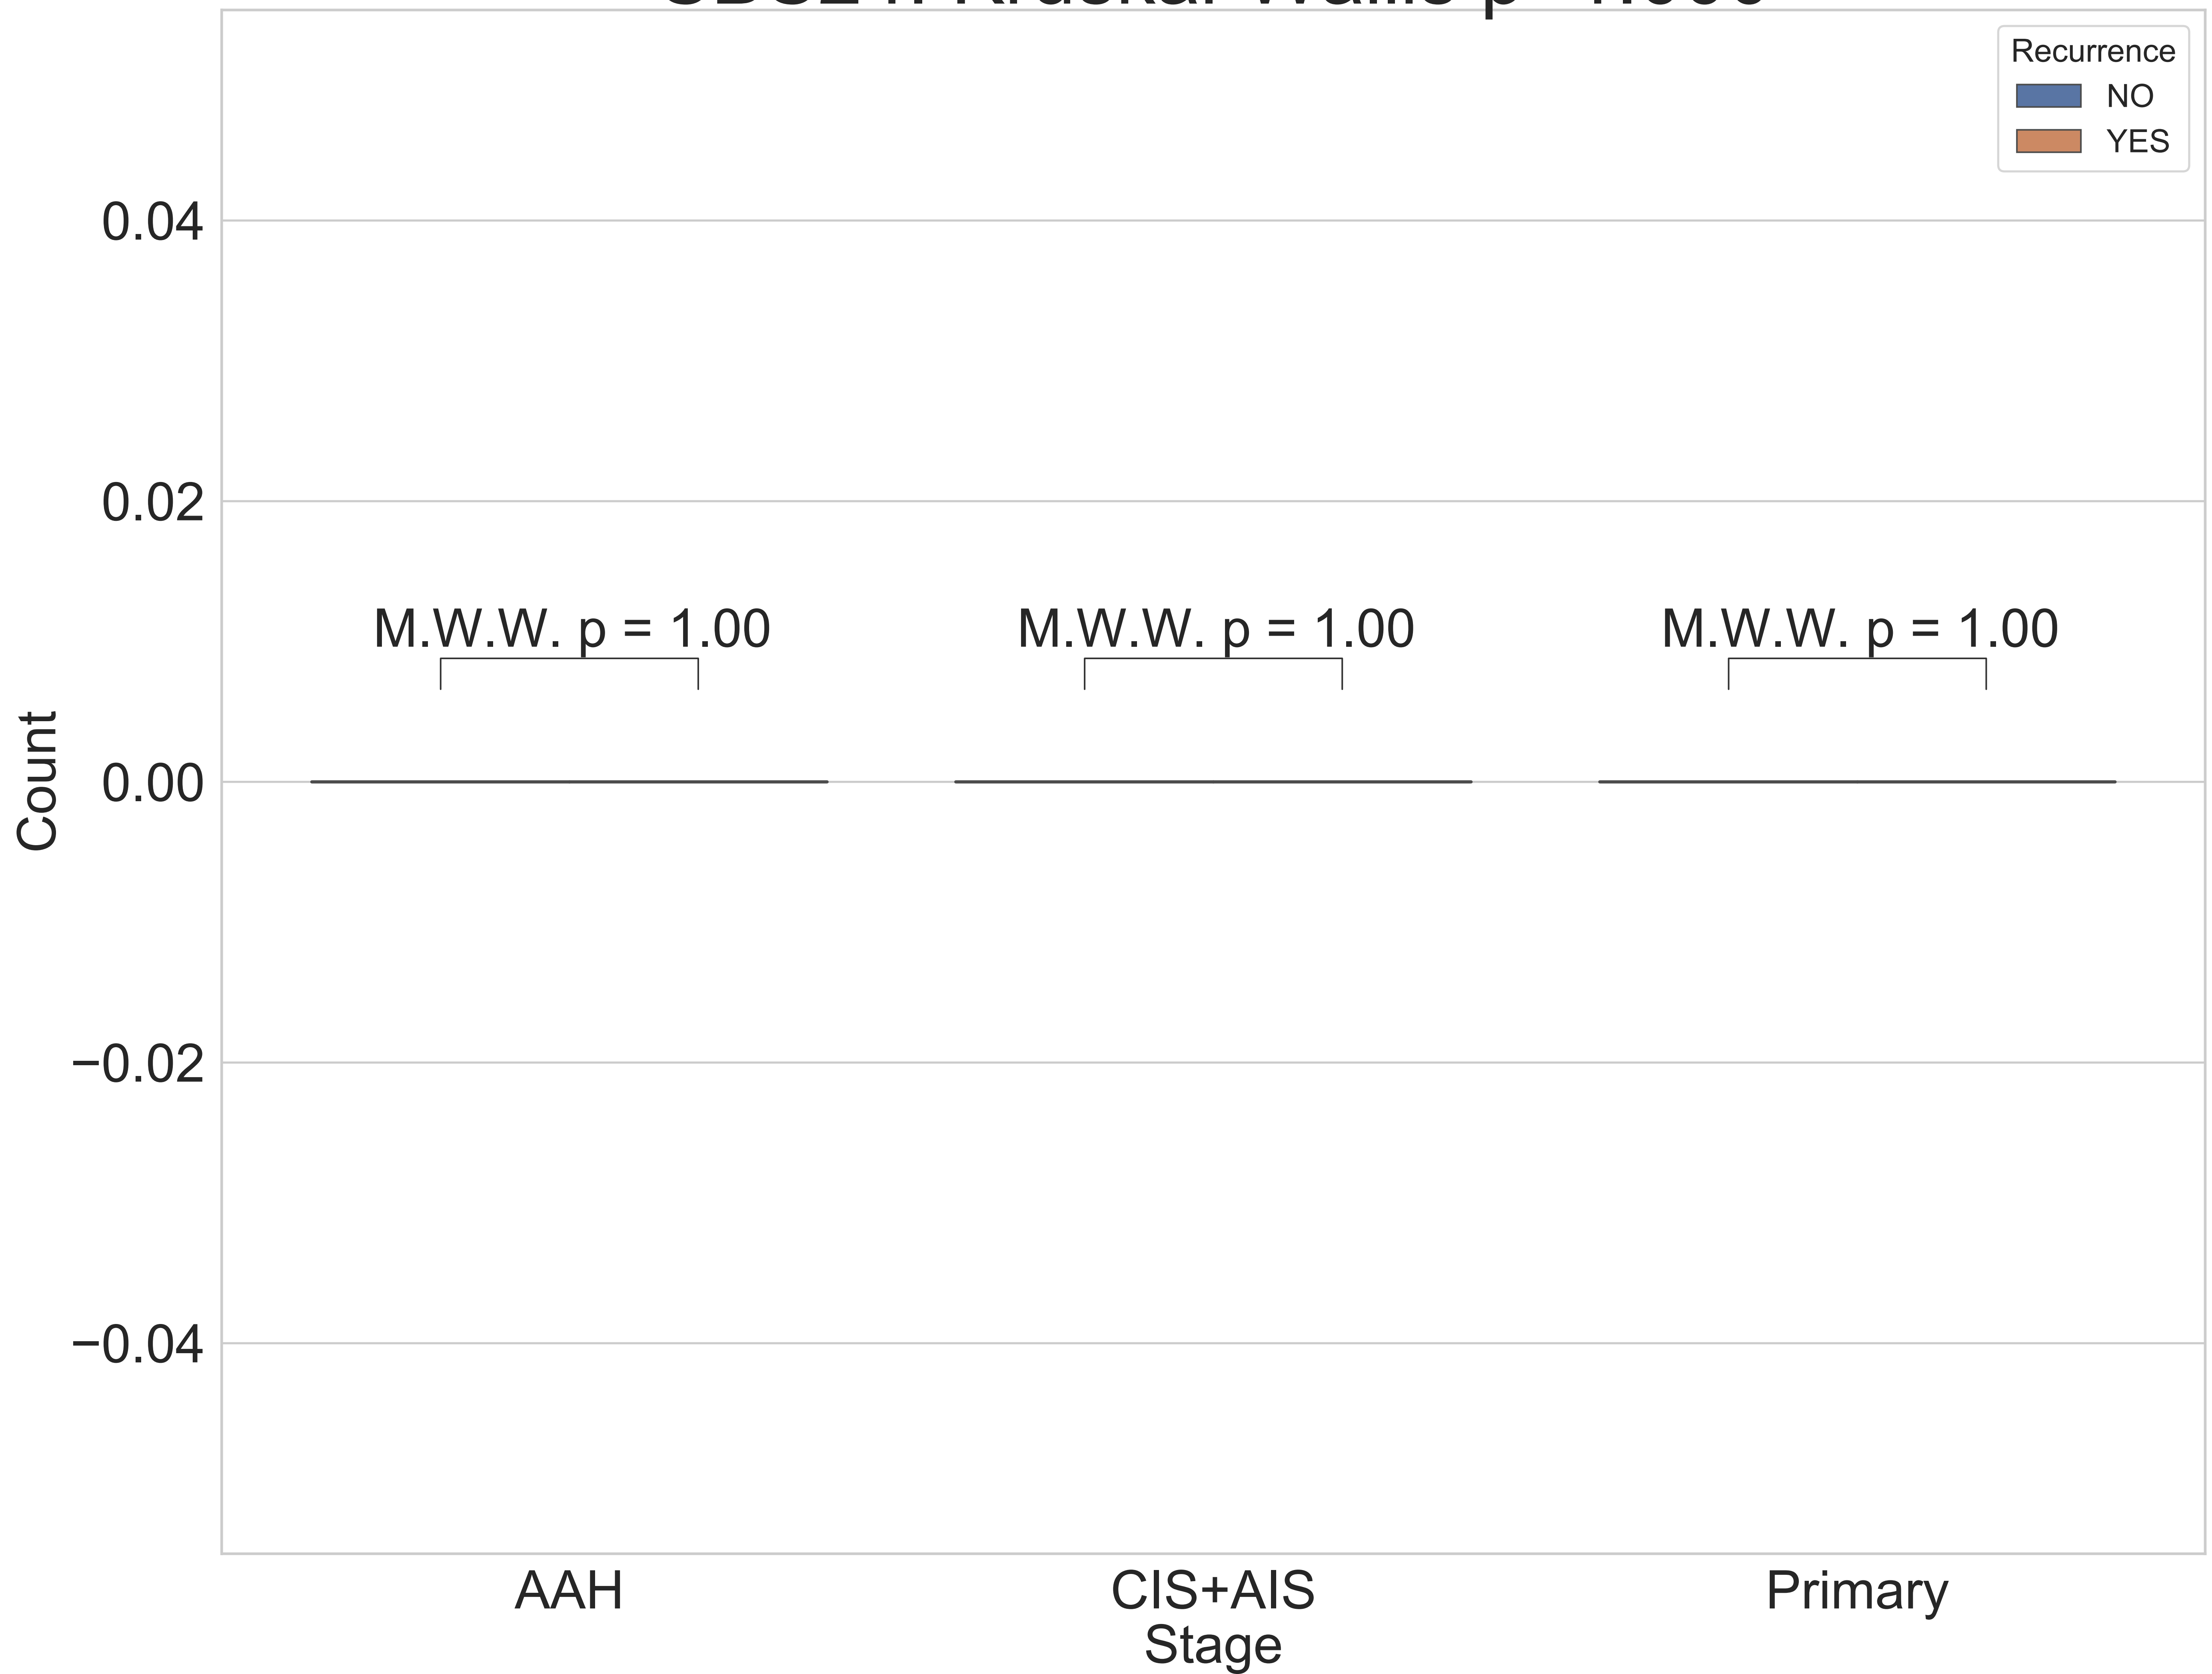 Recurrence
NO
YES
0.04
0.02
M.W.W. p = 1.00 M.W.W. p = 1.00 M.W.W. p = 1.00
0.00
Count
−0.02
−0.04
AAH CIS+AIS Primary
Stage